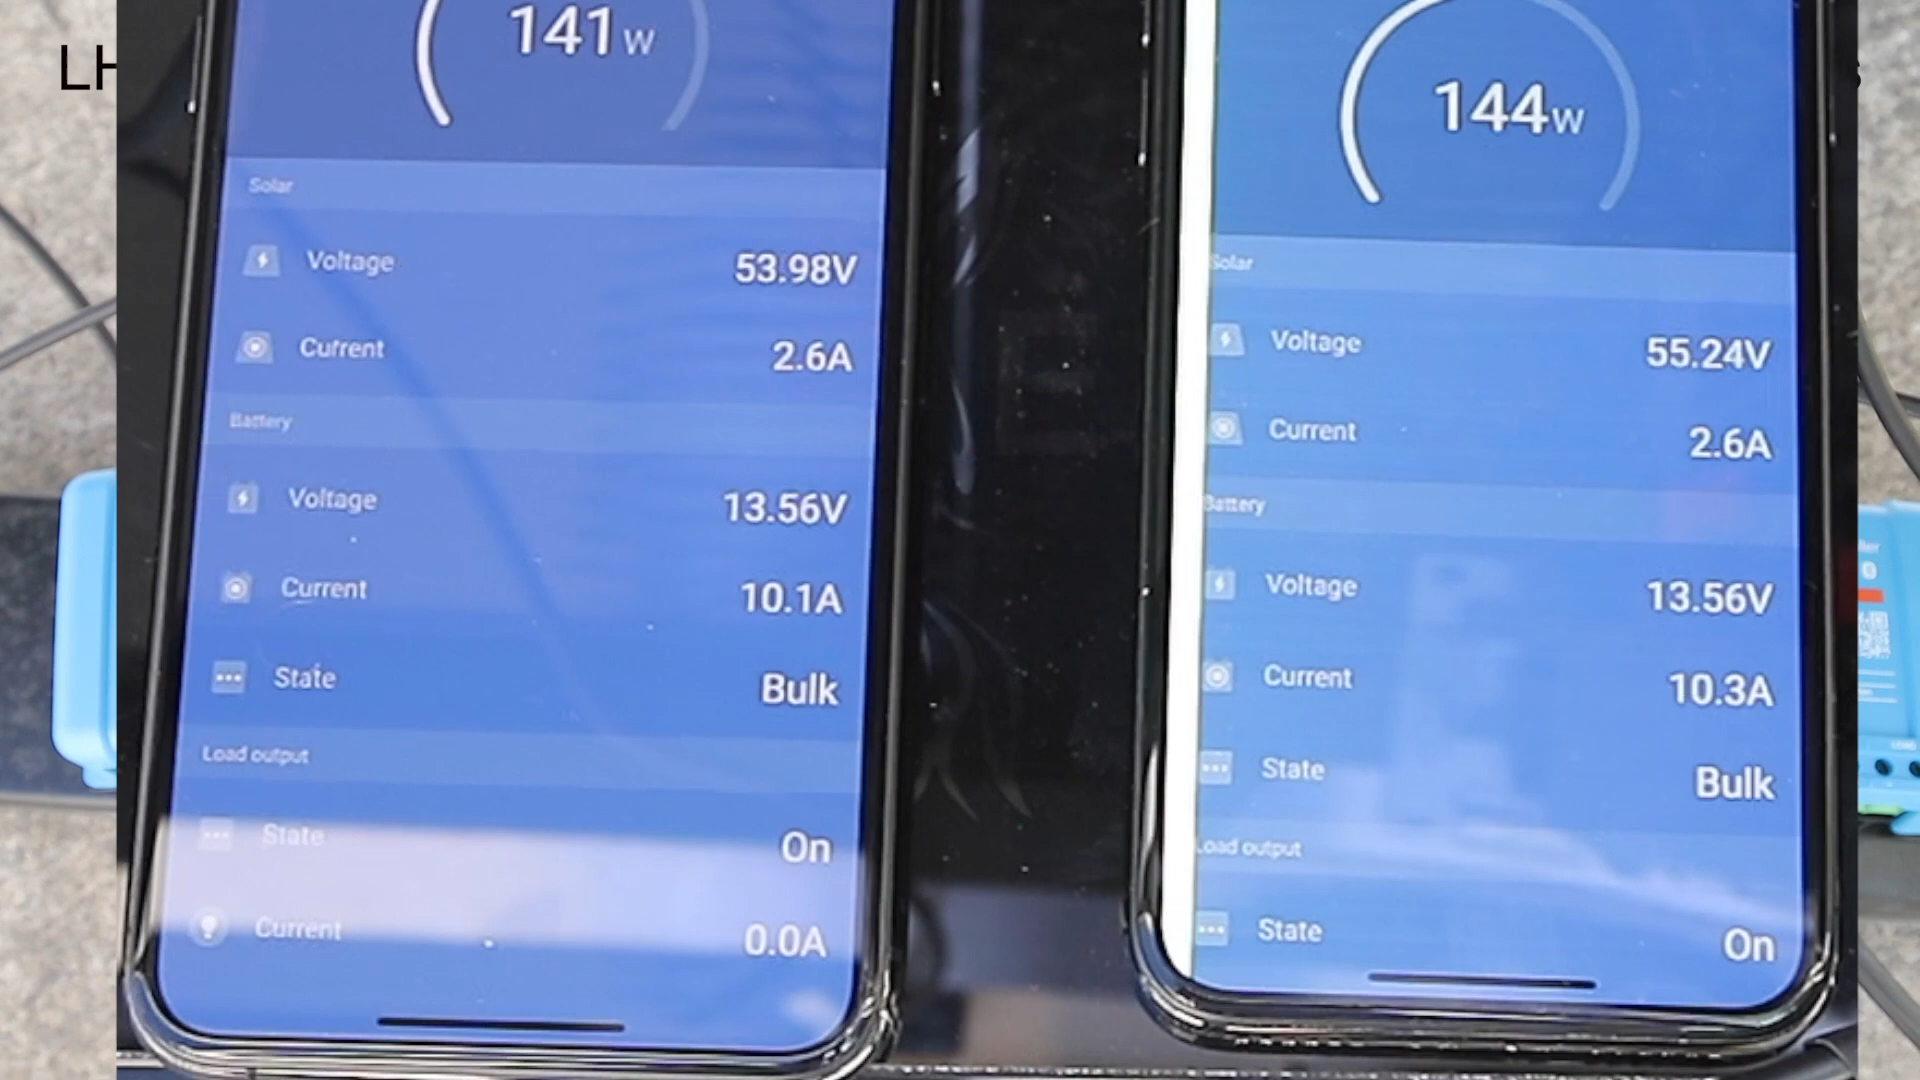 LH
141W
Solar
Voltage 53.98V
Current 2.6A
Battery
Voltage 13.56V
Current 10.1A
State Bulk
Load output
State On
Current 0.0A
144W
Solar
Voltage 55.24V
Current 2.6A
Battery
Voltage 13.56V
Current 10.3A
State Bulk
Load output
State On